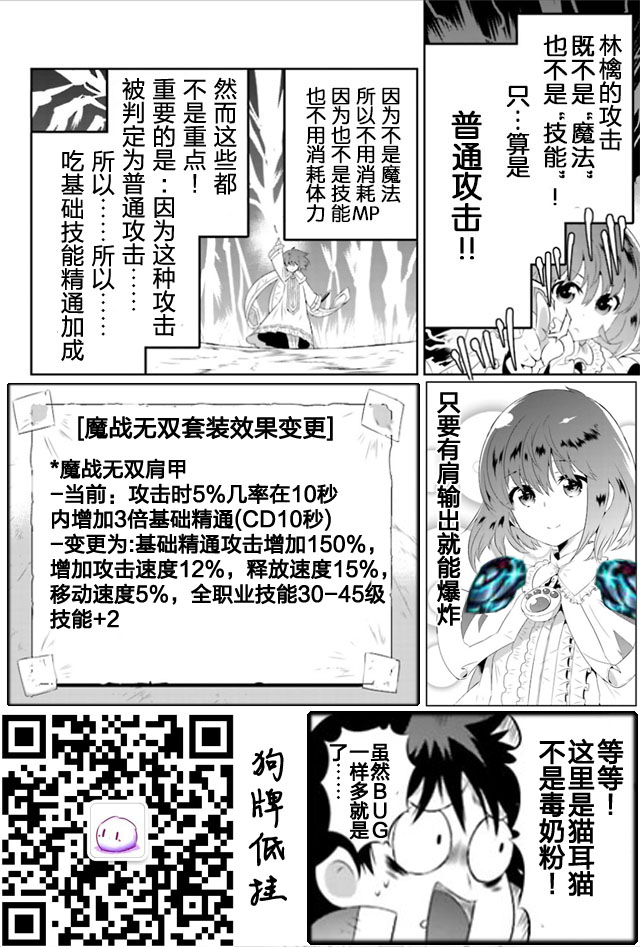 林檎的攻击
既不是“魔法”
也不是“技能”！
只…算是
普通攻击!!
因为不是魔法
所以不用消耗MP
因为也不是技能
也不用消耗体力
然而这些都
不是重点！
重要的是：因为这种攻击
被判定为普通攻击……
所以……所以……
吃基础技能精通加成
[魔战无双套装效果变更]
*魔战无双肩甲
-当前：攻击时5%几率在10秒
内增加3倍基础精通(CD10秒)
-变更为:基础精通攻击增加150%，
增加攻击速度12%，释放速度15%，
移动速度5%，全职业技能30-45级
技能+2
只要有肩输出就能爆炸
等等！
这里是猫耳猫
不是毒奶粉！
虽然BUG
一样多就是
了……
狗牌低挂